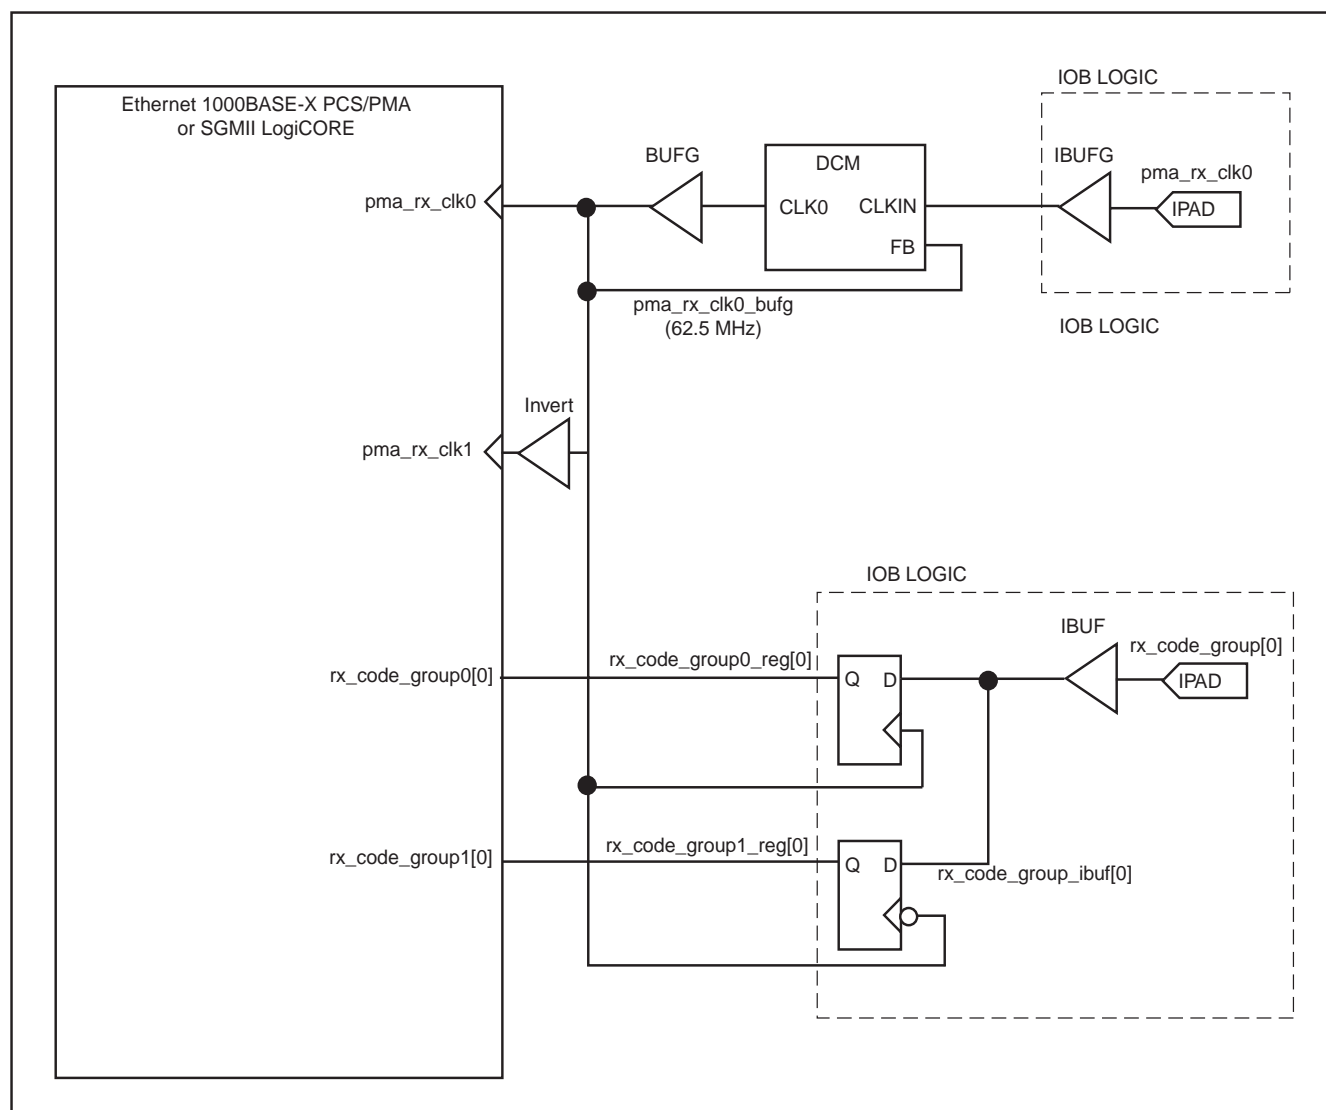 IOB LOGIC
Ethernet 1000BASE-X PCS/PMA
or SGMII LogiCORE
BUFG
DCM
IBUFG
pma_rx_clk0
pma_rx_clk0
CLK0
CLKIN
IPAD
FB
pma_rx_clk0_bufg
(62.5 MHz)
IOB LOGIC
Invert
pma_rx_clk1
IOB LOGIC
IBUF
rx_code_group[0]
rx_code_group0[0]
rx_code_group0_reg[0]
Q
D
IPAD
rx_code_group1[0]
rx_code_group1_reg[0]
Q
D
rx_code_group_ibuf[0]